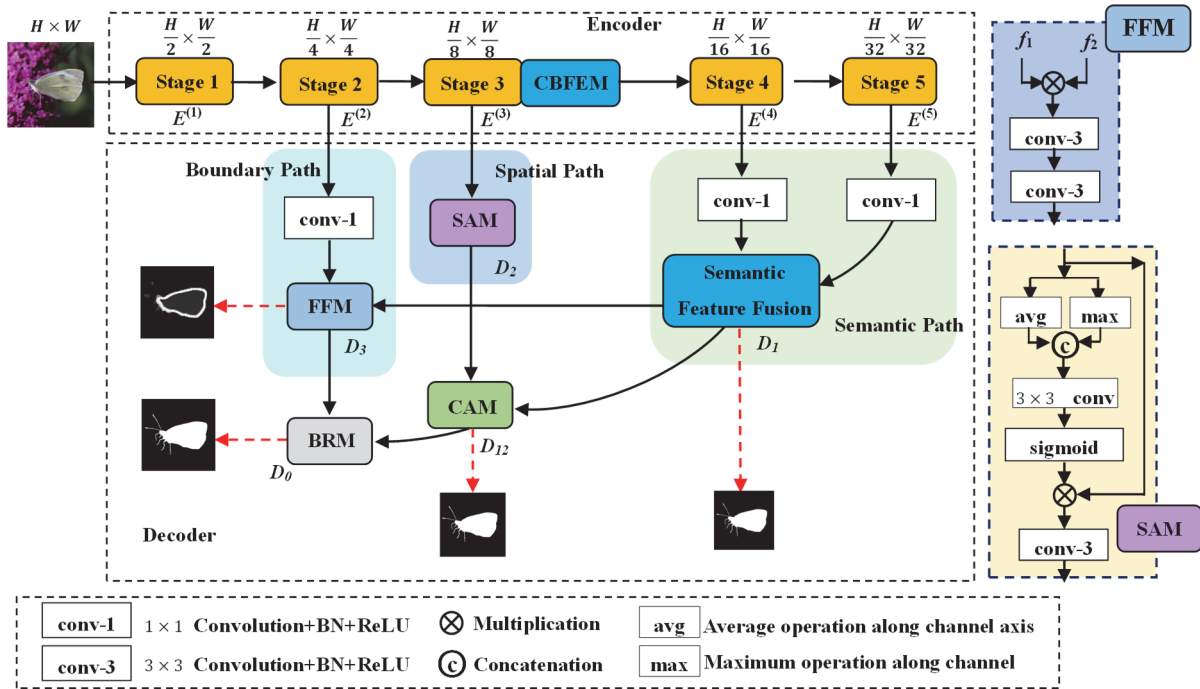 H × W
H/2 × W/2
H/4 × W/4
H/8 × W/8
Encoder
H/16 × W/16
H/32 × W/32
Stage 1
Stage 2
Stage 3
CBFEM
Stage 4
Stage 5
E(1)
E(2)
E(3)
E(4)
E(5)
Boundary Path
Spatial Path
conv-1
SAM
conv-1
conv-1
D2
Semantic
Feature Fusion
FFM
Semantic Path
D3
D1
CAM
BRM
D12
D0
Decoder
FFM
f1
f2
conv-3
conv-3
avg
max
c
3 × 3 conv
sigmoid
SAM
conv-3
conv-1
1 × 1 Convolution+BN+ReLU
Multiplication
avg
Average operation along channel axis
conv-3
3 × 3 Convolution+BN+ReLU
c
Concatenation
max
Maximum operation along channel